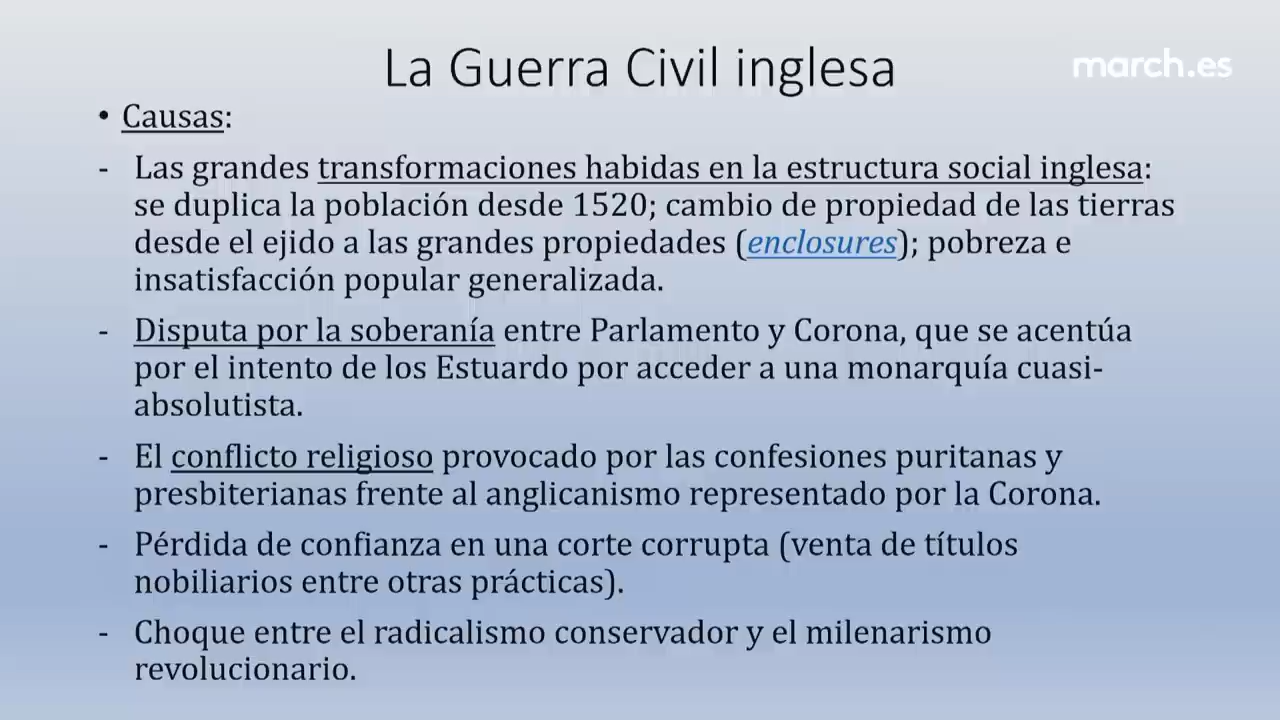 La Guerra Civil inglesa
march.es
• Causas:
- Las grandes transformaciones habidas en la estructura social inglesa:
se duplica la población desde 1520; cambio de propiedad de las tierras
desde el ejido a las grandes propiedades (enclosures); pobreza e
insatisfacción popular generalizada.
- Disputa por la soberanía entre Parlamento y Corona, que se acentúa
por el intento de los Estuardo por acceder a una monarquía cuasi-
absolutista.
- El conflicto religioso provocado por las confesiones puritanas y
presbiterianas frente al anglicanismo representado por la Corona.
- Pérdida de confianza en una corte corrupta (venta de títulos
nobiliarios entre otras prácticas).
- Choque entre el radicalismo conservador y el milenarismo
revolucionario.